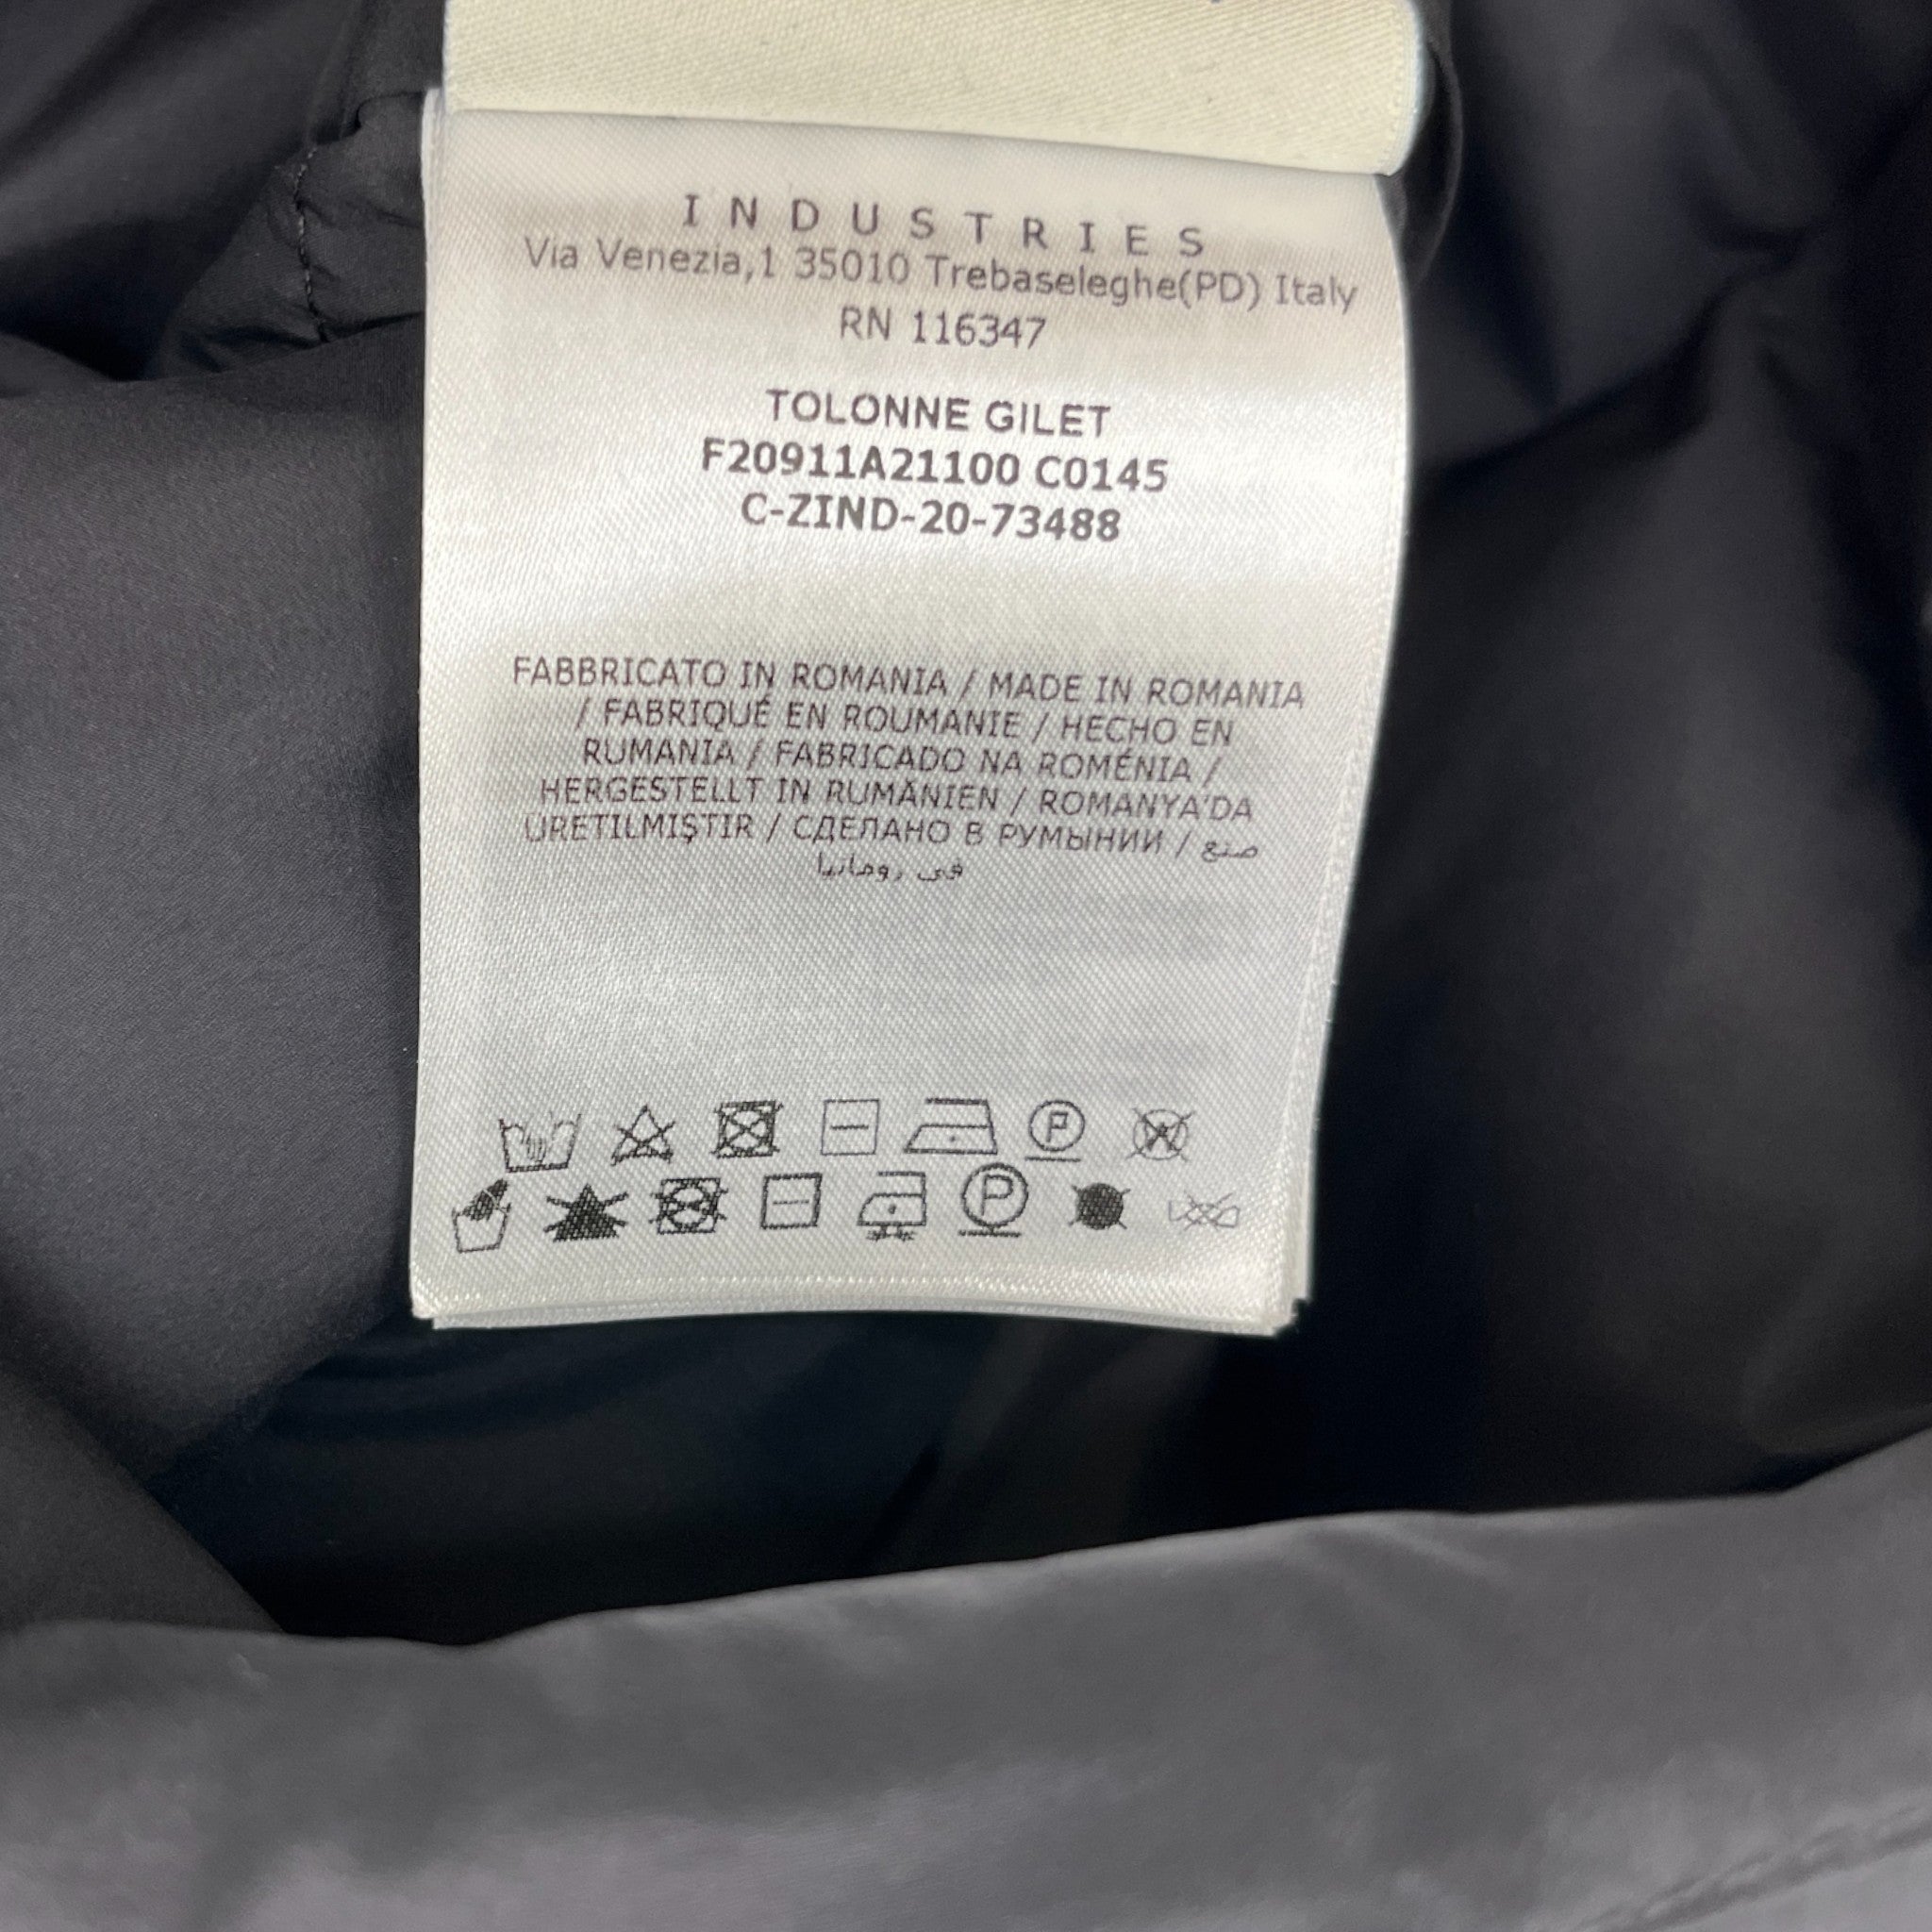 INDUSTRIES
Via Venezia,1 35010 Trebaseleghe(PD) Italy
RN 116347
TOLONNE GILET
F20911A21100 C0145
C-ZIND-20-73488
FABBRICATO IN ROMANIA / MADE IN ROMANIA
/ FABRIQUÉ EN ROUMANIE / HECHO EN
RUMANIA / FABRICADO NA ROMÉNIA /
HERGESTELLT IN RUMÄNIEN / ROMANYA'DA
ÜRETILMIŞTIR / СДЕЛАНО В РУМЫНИИ / صنع
في رومانيا
P W
P